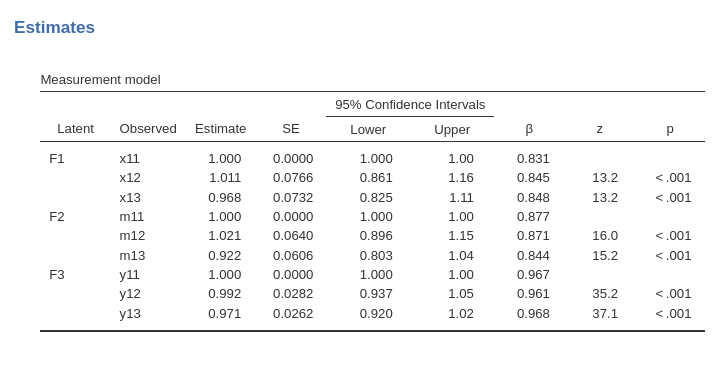 Estimates
Measurement model
95% Confidence Intervals
Latent Observed Estimate SE Lower Upper β z p
F1 x11 1.000 0.0000 1.000 1.00 0.831
x12 1.011 0.0766 0.861 1.16 0.845 13.2 < .001
x13 0.968 0.0732 0.825 1.11 0.848 13.2 < .001
F2 m11 1.000 0.0000 1.000 1.00 0.877
m12 1.021 0.0640 0.896 1.15 0.871 16.0 < .001
m13 0.922 0.0606 0.803 1.04 0.844 15.2 < .001
F3 y11 1.000 0.0000 1.000 1.00 0.967
y12 0.992 0.0282 0.937 1.05 0.961 35.2 < .001
y13 0.971 0.0262 0.920 1.02 0.968 37.1 < .001